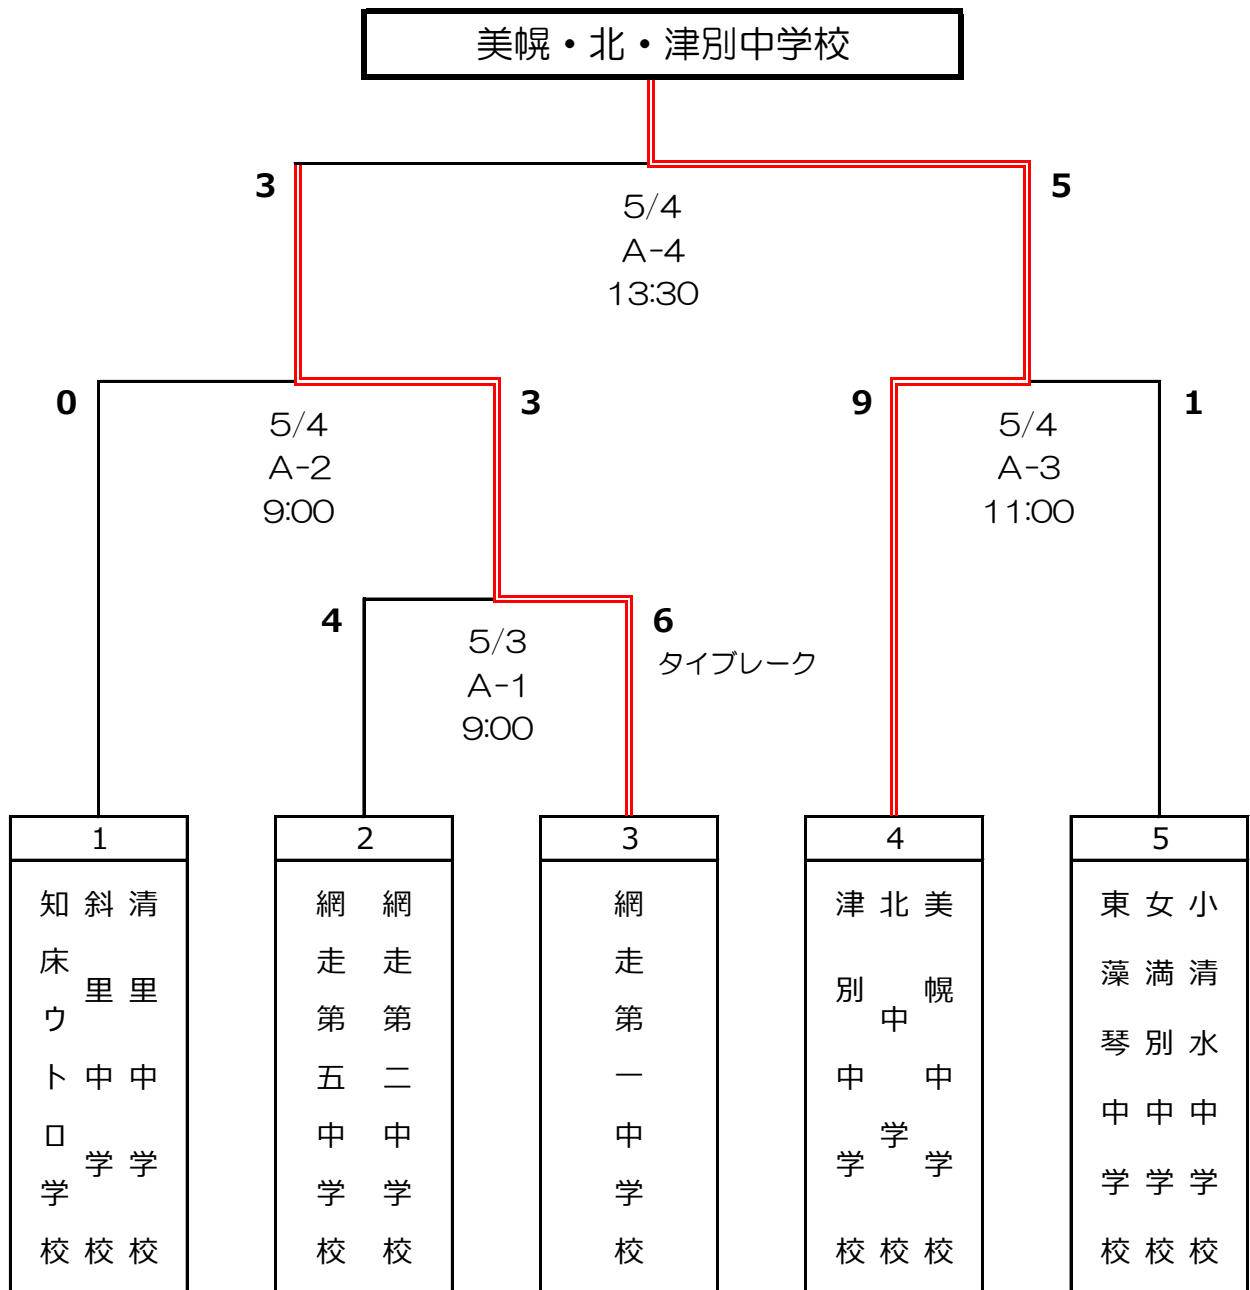 美幌・北・津別中学校
3
5
5/4
A-4
13:30
0
3
9
1
5/4
A-2
9:00
5/4
A-3
11:00
4
6
タイブレーク
5/3
A-1
9:00
1
2
3
4
5
清里中学校
斜里中学校
知床ウトロ学校
網走第二中学校
網走第五中学校
網走第一中学校
美幌中学校
北中学校
津別中学校
小清水中学校
女満別中学校
東藻琴中学校